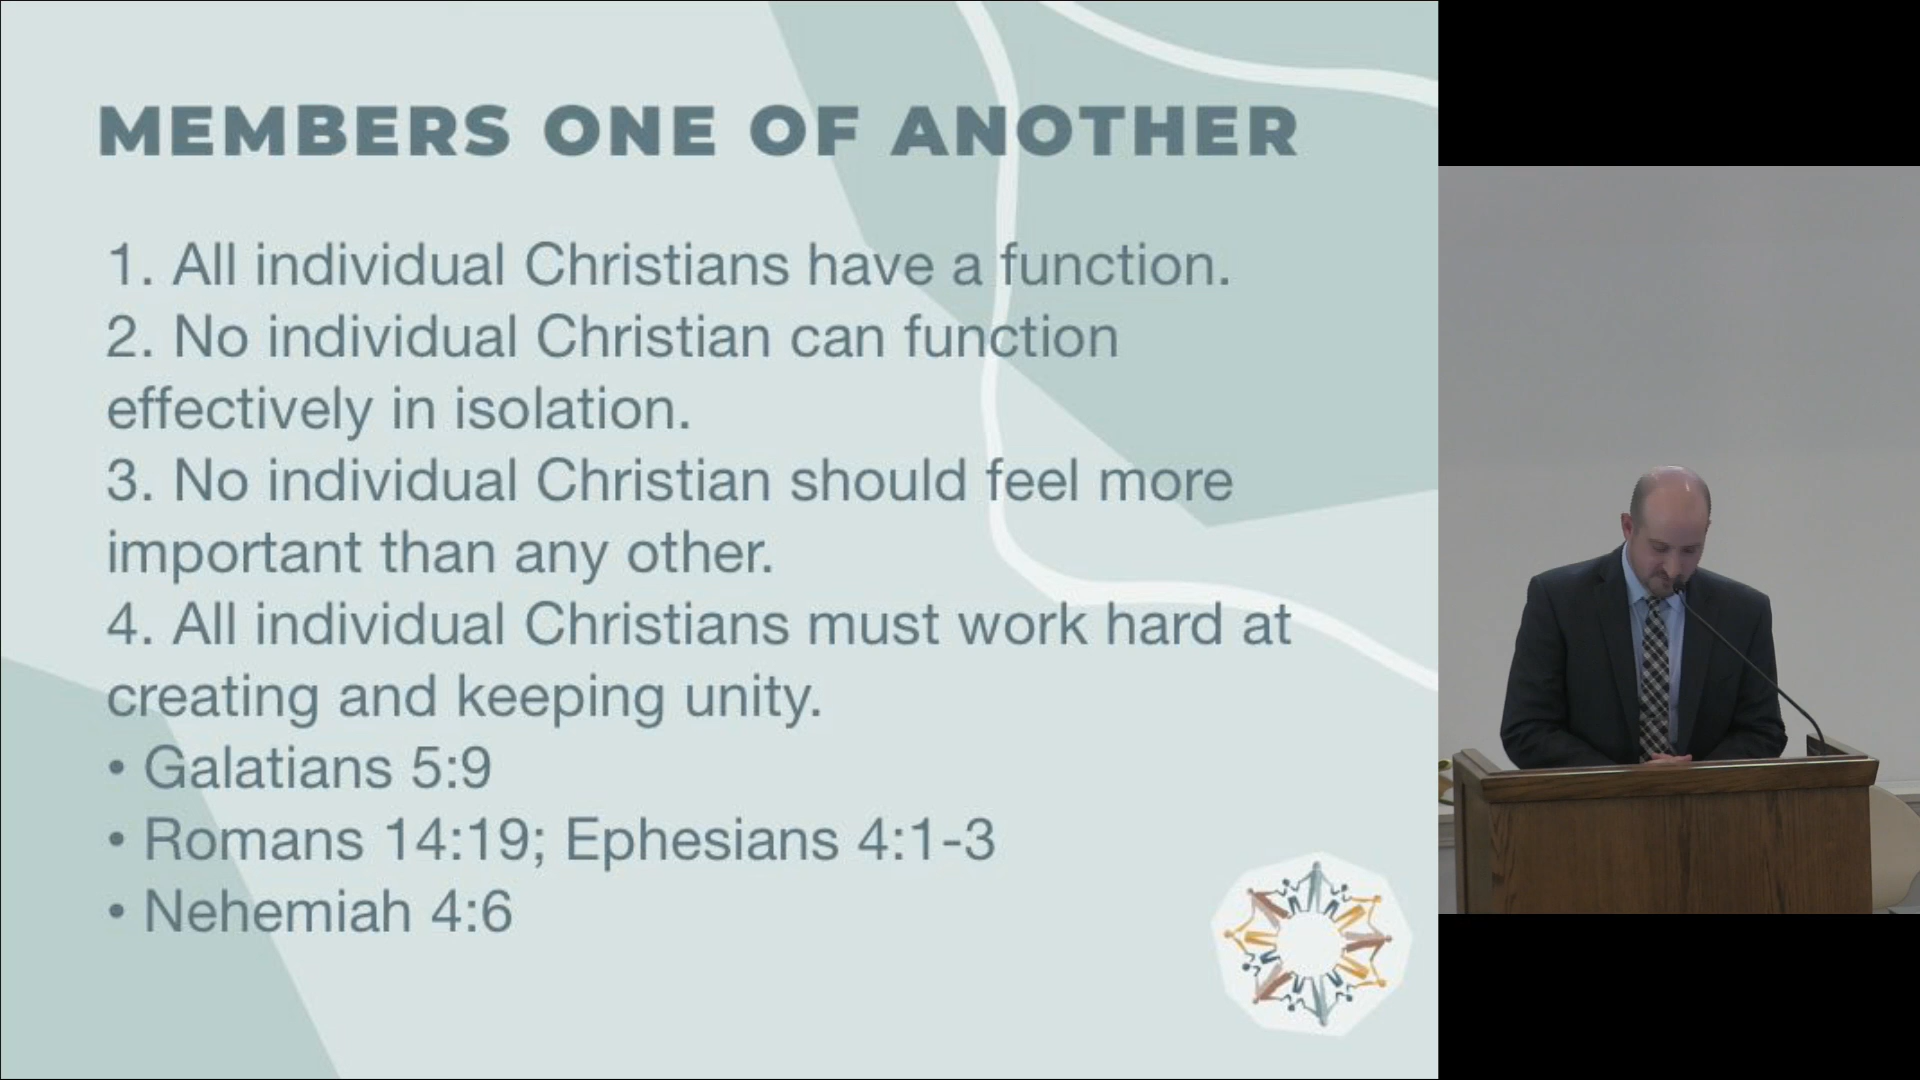 MEMBERS ONE OF ANOTHER
1. All individual Christians have a function.
2. No individual Christian can function
effectively in isolation.
3. No individual Christian should feel more
important than any other.
4. All individual Christians must work hard at
creating and keeping unity.
• Galatians 5:9
• Romans 14:19; Ephesians 4:1-3
• Nehemiah 4:6